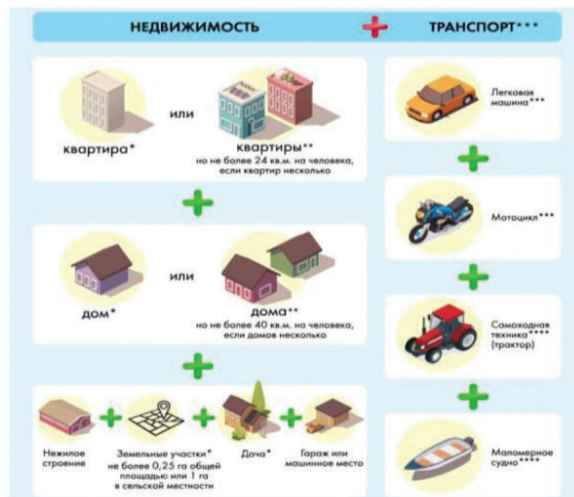 НЕДВИЖИМОСТЬ + ТРАНСПОРТ***
квартира*
или
квартиры**
но не более 24 кв.м. на человека,
если квартир несколько
Легковая
машина***
+
+
Мотоцикл***
дом*
или
дома**
но не более 40 кв.м. на человека,
если домов несколько
+
Самоходная
техника****
(трактор)
+
+
Нежилое
строение
+
Земельные участки*
не более 0,25 га общей
площадью или 1 га
в сельской местности
+
Дача*
+
Гараж или
машинное место
Маломерное
судно****